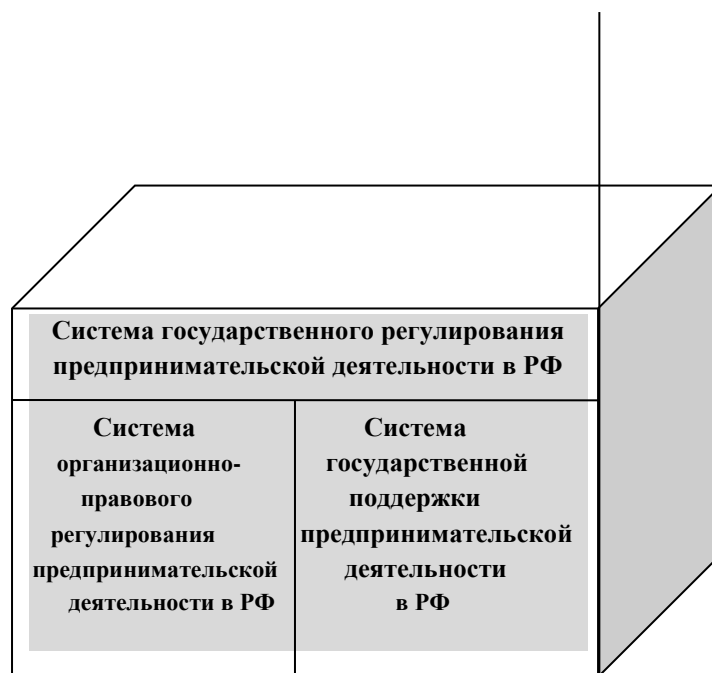 Система государственного регулирования
предпринимательской деятельности в РФ
Система
организационно-
правового
регулирования
предпринимательской
деятельности в РФ
Система
государственной
поддержки
предпринимательской
деятельности
в РФ